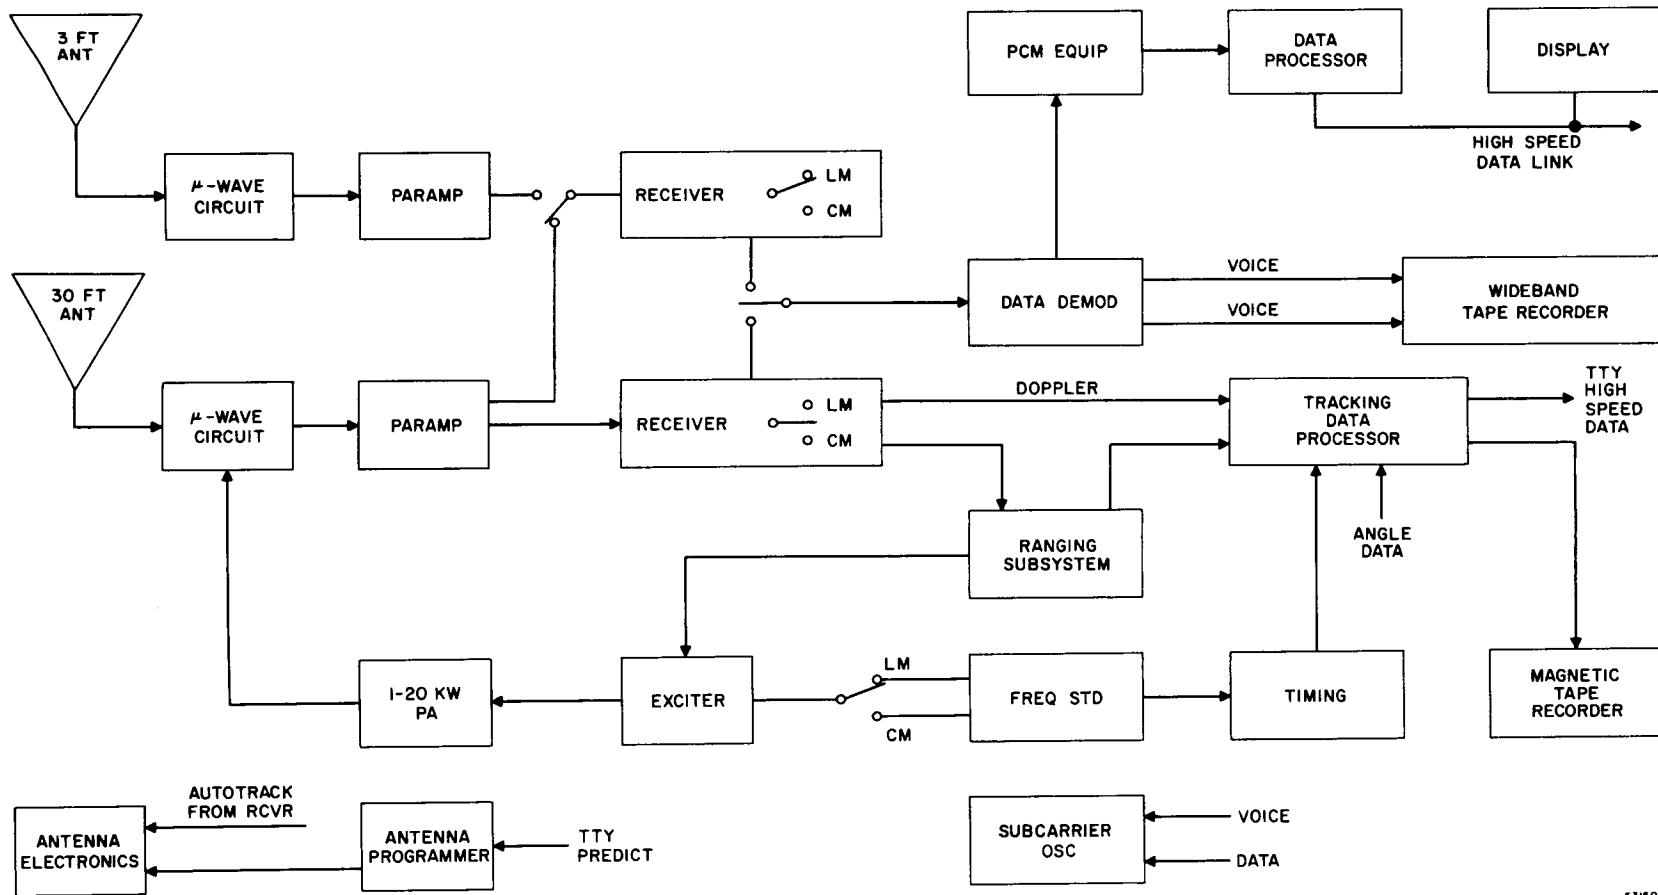 3 FT
ANT
PCM EQUIP
DATA
PROCESSOR
DISPLAY
HIGH SPEED
DATA LINK
μ-WAVE
CIRCUIT
PARAMP
RECEIVER
LM
CM
30 FT
ANT
DATA DEMOD
VOICE
VOICE
WIDEBAND
TAPE RECORDER
μ-WAVE
CIRCUIT
PARAMP
RECEIVER
LM
CM
DOPPLER
TRACKING
DATA
PROCESSOR
TTY
HIGH
SPEED
DATA
RANGING
SUBSYSTEM
ANGLE
DATA
1-20 KW
PA
EXCITER
LM
CM
FREQ STD
TIMING
MAGNETIC
TAPE
RECORDER
ANTENNA
ELECTRONICS
AUTOTRACK
FROM RCVR
ANTENNA
PROGRAMMER
TTY
PREDICT
SUBCARRIER
OSC
VOICE
DATA